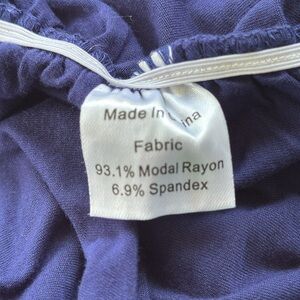 Made In China
Fabric
93.1% Modal Rayon
6.9% Spandex